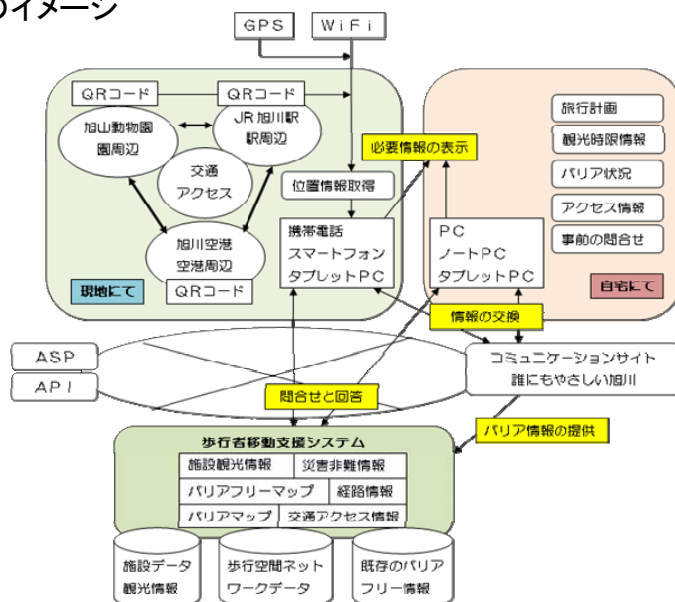 のイメージ
GPS
WiFi
QRコード
QRコード
旭山動物園
園周辺
JR旭川駅
駅周辺
交通
アクセス
旭川空港
空港周辺
QRコード
現地にて
位置情報取得
携帯電話
スマートフォン
タブレットPC
必要情報の表示
旅行計画
観光時限情報
バリア状況
アクセス情報
事前の問合せ
PC
ノートPC
タブレットPC
自宅にて
情報の交換
ASP
API
コミュニケーションサイト
誰にもやさしい旭川
問合せと回答
バリア情報の提供
歩行者移動支援システム
施設観光情報
災害非難情報
バリアフリーマップ
経路情報
バリアマップ
交通アクセス情報
施設データ
観光情報
歩行空間ネット
ワークデータ
既存のバリア
フリー情報